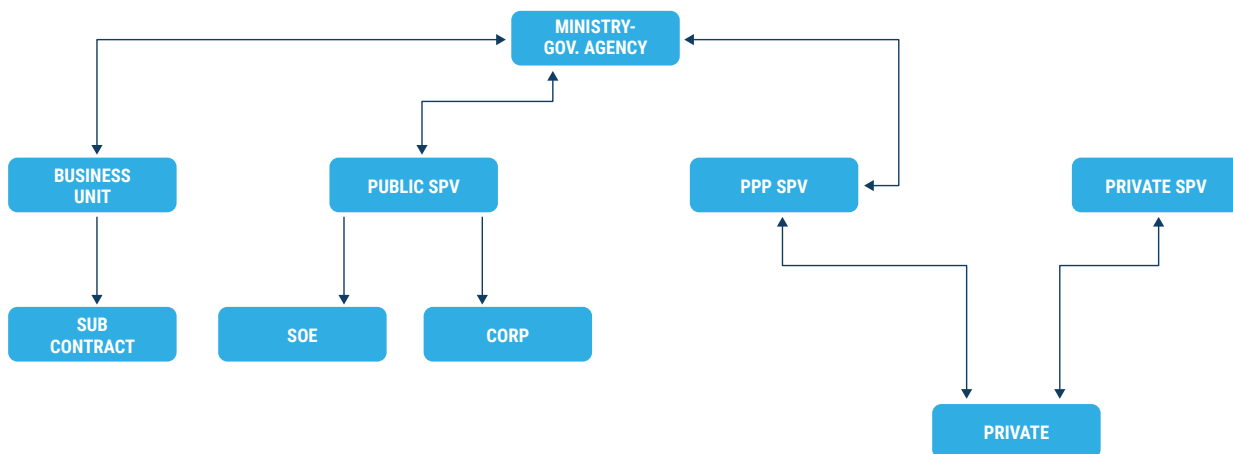 MINISTRY-
GOV. AGENCY
BUSINESS
UNIT
PUBLIC SPV
PPP SPV
PRIVATE SPV
SUB
CONTRACT
SOE
CORP
PRIVATE